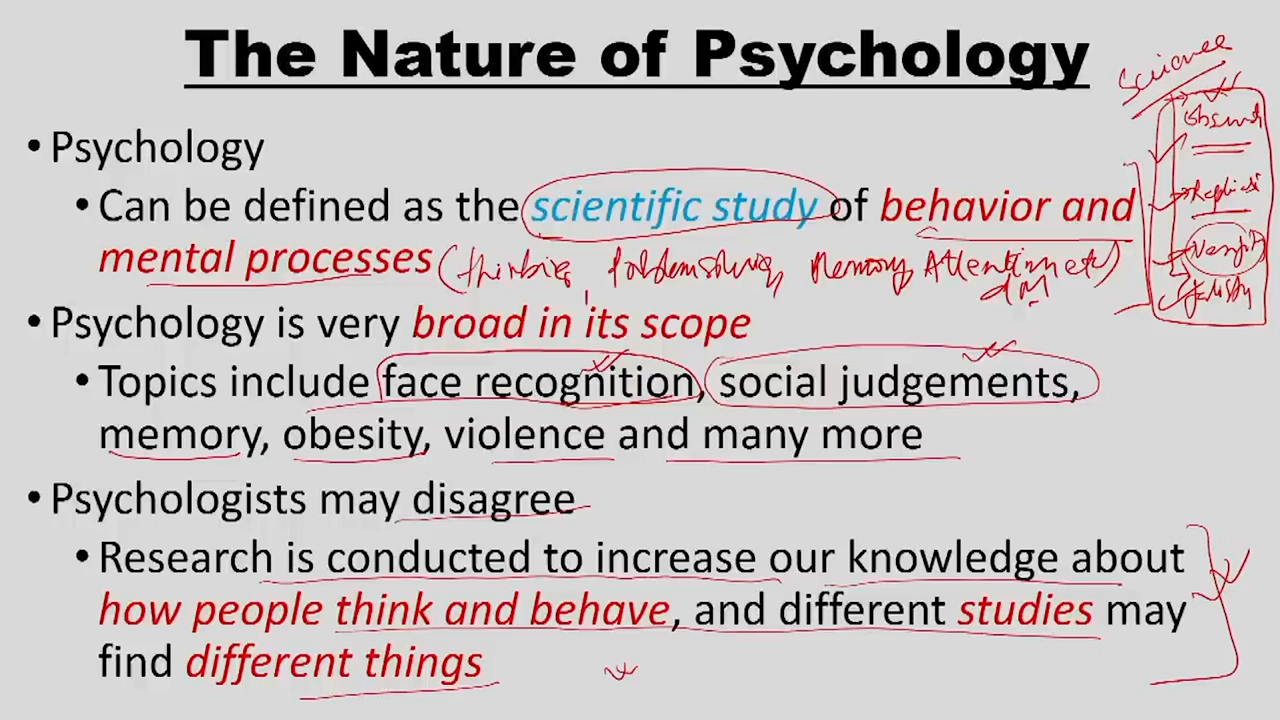 The Nature of Psychology
Science
• Psychology
• Can be defined as the scientific study of behavior and
mental processes (thinking, problem solving, Memory Attention etc)
DM
• Psychology is very broad in its scope
• Topics include face recognition, social judgements,
memory, obesity, violence and many more
• Psychologists may disagree
• Research is conducted to increase our knowledge about
how people think and behave, and different studies may
find different things